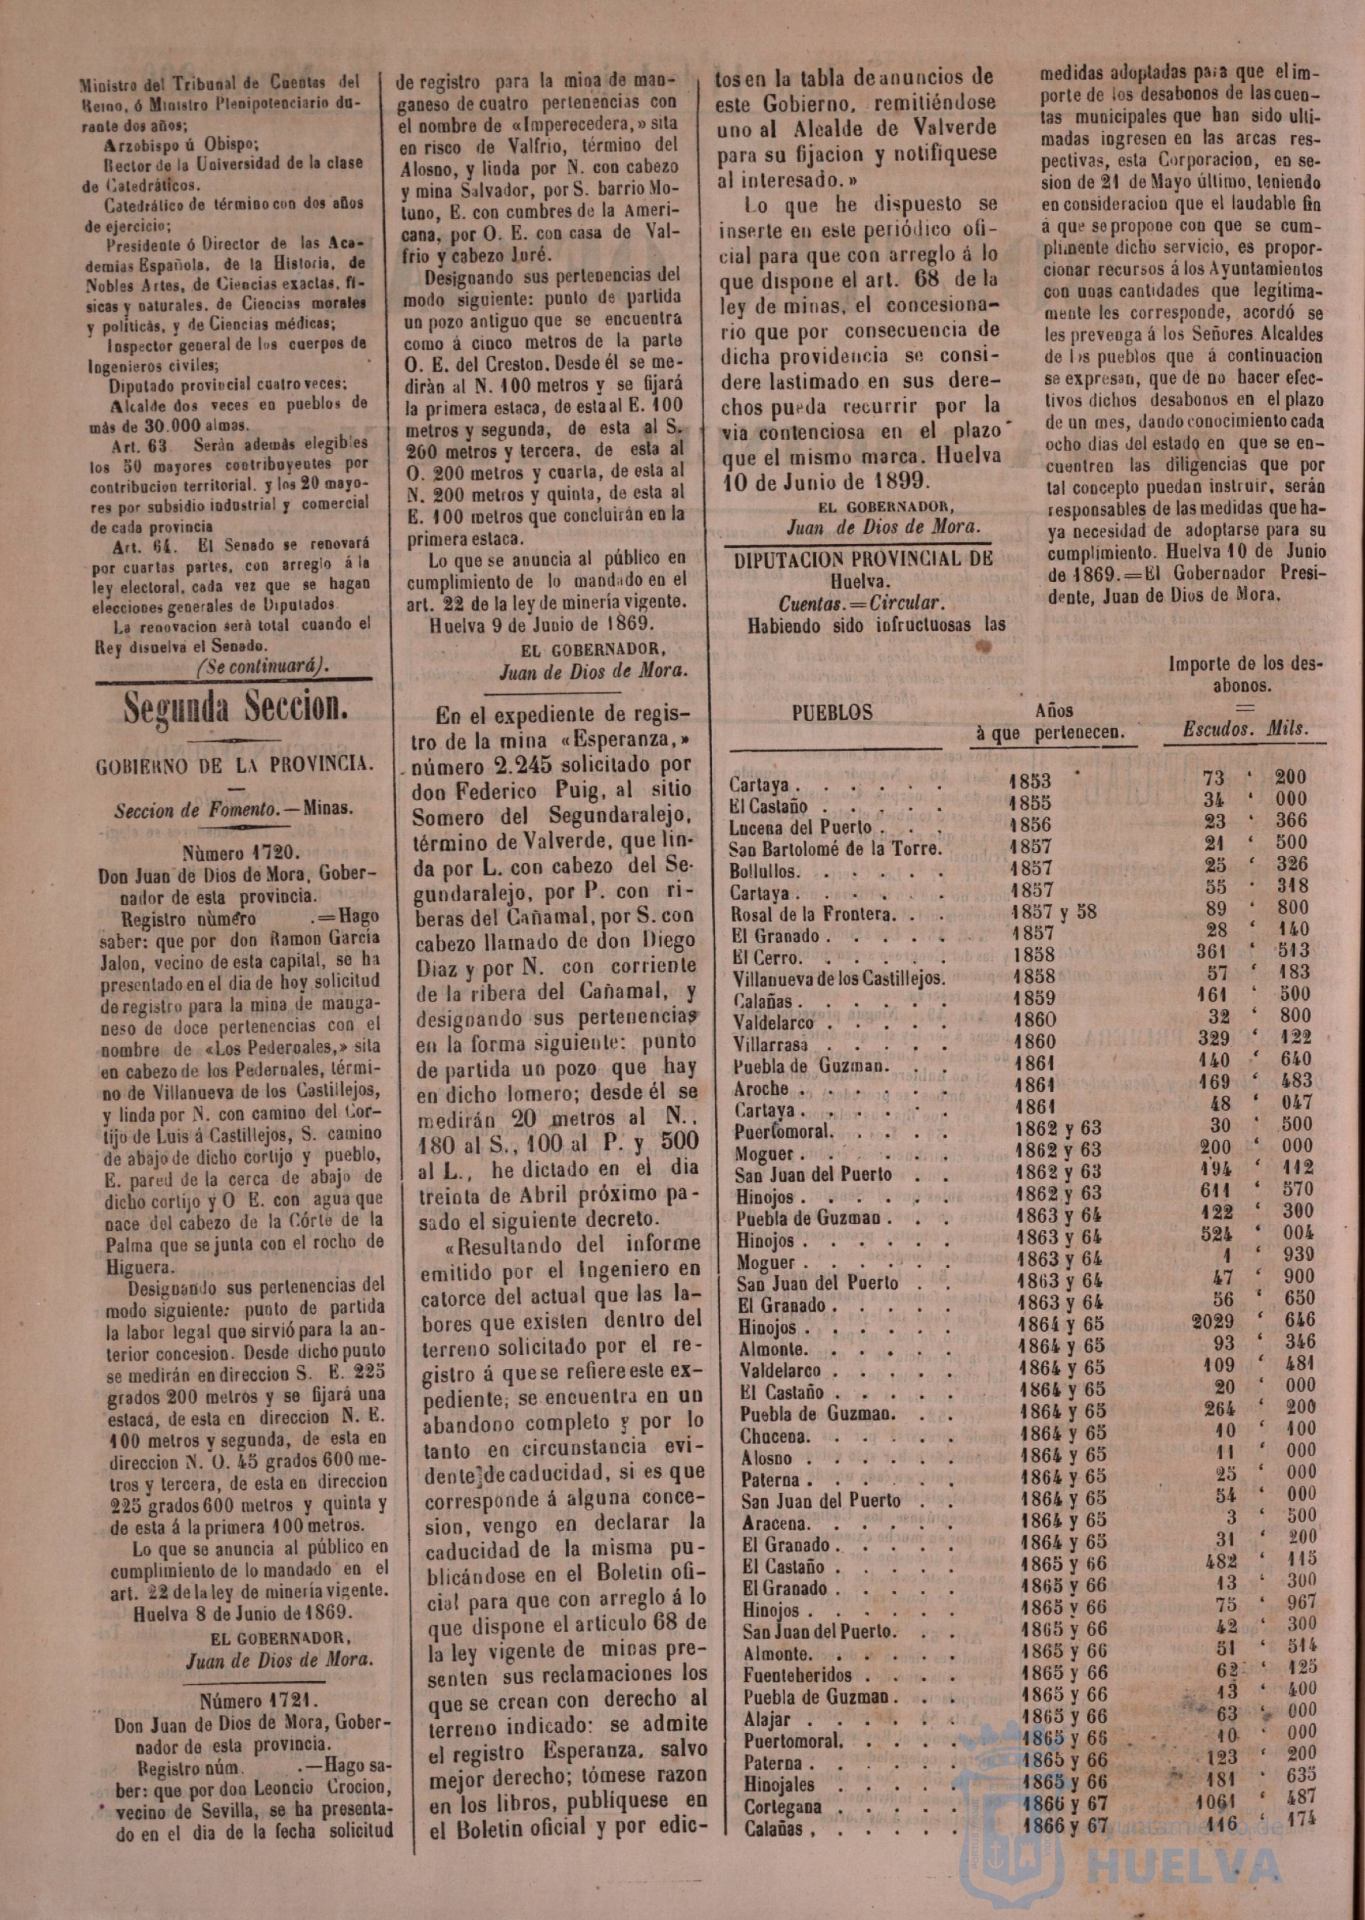 Ministro del Tribunal de Cuentas del
Reino, ó Ministro Plenipotenciario du-
rante dos años;
Arzobispo ú Obispo;
Rector de la Universidad de la clase
de Catedráticos.
Catedrático de término con dos años
de ejercicio;
Presidente ó Director de las Aca-
demias Española, de la Historia, de
Nobles Artes, de Ciencias exactas, fí-
sicas y naturales, de Ciencias morales
y políticas, y de Ciencias médicas;
Inspector general de los cuerpos de
Ingenieros civiles;
Diputado provincial cuatro veces;
Alcalde dos veces en pueblos de
más de 30.000 almas.
Art. 63. Serán además elegibles
los 50 mayores contribuyentes por
contribucion territorial, y los 20 mayo-
res por subsidio industrial y comercial
de cada provincia
Art. 64. El Senado se renovará
por cuartas partes, con arreglo á la
ley electoral, cada vez que se hagan
elecciones generales de Diputados
La renovacion será total cuando el
Rey disuelva el Senado.
(Se continuará).
Segunda Seccion.
GOBIERNO DE LA PROVINCIA.
Seccion de Fomento.—Minas.
Nùmero 1720.
Don Juan de Dios de Mora, Gober-
nador de esta provincia.
Registro nùmero .=Hago
saber: que por don Ramon García
Jalon, vecino de esta capital, se ha
presentado en el dia de hoy solicitud
de registro para la mina de manga-
neso de doce pertenencias con el
nombre de «Los Pedernales,» sita
en cabezo de los Pedernales, térmi-
no de Villanueva de los Castillejos,
y linda por N. con camino del Cor-
tijo de Luis á Castillejos, S. camino
de abajo de dicho cortijo y pueblo,
E. pared de la cerca de abajo de
dicho cortijo y O E. con agua que
nace del cabezo de la Córte de la
Palma que se junta con el rocho de
Higuera.
Designando sus pertenencias del
modo siguiente: punto de partida
la labor legal que sirvió para la an-
terior concesion. Desde dicho punto
se medirán en direccion S. E. 225
grados 200 metros y se fijará una
estacá, de esta en direccion N. E.
100 metros y segunda, de esta en
direccion N. O. 45 grados 600 me-
tros y tercera, de esta en direccion
225 grados 600 metros y quinta y
de esta á la primera 100 metros.
Lo que se anuncia al público en
cumplimiento de lo mandado en el
art. 22 de la ley de minería vigente.
Huelva 8 de Junio de 1869.
EL GOBERNADOR,
Juan de Dios de Mora.
Número 1721.
Don Juan de Dios de Mora, Gober-
nador de esta provincia.
Registro núm. .—Hago sa-
ber: que por don Leoncio Crocion,
vecino de Sevilla, se ha presenta-
do en el dia de la fecha solicitud
de registro para la mina de man-
ganeso de cuatro pertenencias con
el nombre de «Imperecedera,» sita
en risco de Valfrio, término del
Alosno, y linda por N. con cabezo
y mina Salvador, por S. barrio Mo-
tuno, E. con cumbres de la Ameri-
cana, por O. E. con casa de Val-
frio y cabezo Juré.
Designando sus pertenencias del
modo siguiente: punto de partida
un pozo antiguo que se encuentra
como á cinco metros de la parte
O. E. del Creston. Desde él se me-
diràn al N. 100 metros y se fijará
la primera estaca, de esta al E. 100
metros y segunda, de esta al S.
260 metros y tercera, de esta al
O. 200 metros y cuarta, de esta al
N. 200 metros y quinta, de esta al
E. 100 metros que concluirán en la
primera estaca.
Lo que se anuncia al público en
cumplimiento de lo mandado en el
art. 22 de la ley de minería vigente.
Huelva 9 de Junio de 1869.
EL GOBERNADOR,
Juan de Dios de Mora.
En el expediente de regis-
tro de la mina «Esperanza,»
número 2.245 solicitado por
don Federico Puig, al sitio
Somero del Segundaralejo,
término de Valverde, que lin-
da por L. con cabezo del Se-
gundaralejo, por P. con ri-
beras del Cañamal, por S. con
cabezo llamado de don Diego
Diaz y por N. con corriente
de la ribera del Cañamal, y
designando sus pertenencias
en la forma siguiente: punto
de partida un pozo que hay
en dicho lomero; desde él se
medirán 20 metros al N.,
180 al S., 100 al P. y 500
al L., he dictado en el dia
treinta de Abril próximo pa-
sado el siguiente decreto.
«Resultando del informe
emitido por el Ingeniero en
catorce del actual que las la-
bores que existen dentro del
terreno solicitado por el re-
gistro á que se refiere este ex-
pediente, se encuentra en un
abandono completo y por lo
tanto en circunstancia evi-
dente de caducidad, si es que
corresponde á alguna conce-
sion, vengo en declarar la
caducidad de la misma pu-
blicándose en el Boletin ofi-
cial para que con arreglo á lo
que dispone el articulo 68 de
la ley vigente de minas pre-
senten sus reclamaciones los
que se crean con derecho al
terreno indicado: se admite
el registro Esperanza, salvo
mejor derecho; tómese razon
en los libros, publíquese en
el Boletin oficial y por edic-
tos en la tabla de anuncios de
este Gobierno, remitiéndose
uno al Alcalde de Valverde
para su fijacion y notifíquese
al interesado.»
Lo que he dispuesto se
inserte en este periódico ofi-
cial para que con arreglo á lo
que dispone el art. 68 de la
ley de minas, el concesiona-
rio que por consecuencia de
dicha providencia se consi-
dere lastimado en sus dere-
chos pueda recurrir por la
via contenciosa en el plazo
que el mismo marca. Huelva
10 de Junio de 1899.
EL GOBERNADOR,
Juan de Dios de Mora.
DIPUTACION PROVINCIAL DE
Huelva.
Cuentas.=Circular.
Habiendo sido infructuosas las
medidas adoptadas para que el im-
porte de los desabonos de las cuen-
tas municipales que han sido ulti-
madas ingresen en las arcas res-
pectivas, esta Corporacion, en se-
sion de 21 de Mayo último, teniendo
en consideracion que el laudable fin
á que se propone con que se cum-
plimente dicho servicio, es propor-
cionar recursos á los Ayuntamientos
con unas cantidades que legítima-
mente les corresponde, acordó se
les prevenga á los Señores Alcaldes
de los pueblos que á continuacion
se expresan, que de no hacer efec-
tivos dichos desabonos en el plazo
de un mes, dando conocimiento cada
ocho dias del estado en que se en-
cuentren las diligencias que por
tal concepto puedan instruir, serán
responsables de las medidas que ha-
ya necesidad de adoptarse para su
cumplimiento. Huelva 10 de Junio
de 1869.=El Gobernador Presi-
dente, Juan de Dios de Mora.
Importe de los des-
abonos.
PUEBLOS Años
à que pertenecen. Escudos. Mils.
Cartaya . . . . . . 1853 73 ‘ 200
El Castaño . . . . . 1855 34 ‘ 000
Lucena del Puerto . . . 1856 23 ‘ 366
San Bartolomé de la Torre. 1857 21 ‘ 500
Bollullos. . . . . . 1857 25 ‘ 326
Cartaya . . . . . . 1857 55 ‘ 318
Rosal de la Frontera. . . 1857 y 58 89 ‘ 800
El Granado . . . . . 1857 28 ‘ 140
El Cerro. . . . . . 1858 361 ‘ 513
Villanueva de los Castillejos. 1858 57 ‘ 183
Calañas . . . . . . 1859 161 ‘ 500
Valdelarco . . . . . 1860 32 ‘ 800
Villarrasa . . . . . 1860 329 ‘ 122
Puebla de Guzman. . . 1861 140 ‘ 640
Aroche . . . . . . 1861 169 ‘ 483
Cartaya . . . . . . 1861 48 ‘ 047
Puertomoral. . . . . 1862 y 63 30 ‘ 500
Moguer . . . . . . 1862 y 63 200 ‘ 000
San Juan del Puerto . . 1862 y 63 194 ‘ 112
Hinojos . . . . . . 1862 y 63 611 ‘ 570
Puebla de Guzman . . . 1863 y 64 122 ‘ 300
Hinojos . . . . . . 1863 y 64 524 ‘ 004
Moguer . . . . . . 1863 y 64 1 ‘ 939
San Juan del Puerto . . 1863 y 64 47 ‘ 900
El Granado . . . . . 1863 y 64 56 ‘ 650
Hinojos . . . . . . 1864 y 65 2029 ‘ 646
Almonte. . . . . . 1864 y 65 93 ‘ 346
Valdelarco . . . . . 1864 y 65 109 ‘ 481
El Castaño . . . . . 1864 y 65 20 ‘ 000
Puebla de Guzman. . . 1864 y 65 264 ‘ 200
Chucena. . . . . . 1864 y 65 10 ‘ 100
Alosno . . . . . . 1864 y 65 11 ‘ 000
Paterna . . . . . . 1864 y 65 25 ‘ 000
San Juan del Puerto . . 1864 y 65 54 ‘ 000
Aracena. . . . . . 1864 y 65 3 ‘ 500
El Granado . . . . . 1864 y 65 31 ‘ 200
El Castaño . . . . . 1865 y 66 482 ‘ 115
El Granado . . . . . 1865 y 66 13 ‘ 300
Hinojos . . . . . . 1865 y 66 75 ‘ 967
San Juan del Puerto. . . 1865 y 66 42 ‘ 300
Almonte. . . . . . 1865 y 66 51 ‘ 514
Fuenteheridos . . . . 1865 y 66 62 ‘ 125
Puebla de Guzman . . . 1865 y 66 13 ‘ 400
Alajar . . . . . . 1865 y 66 63 ‘ 000
Puertomoral. . . . . 1865 y 66 10 ‘ 000
Paterna . . . . . . 1865 y 66 123 ‘ 200
Hinojales . . . . . 1865 y 66 181 ‘ 635
Cortegana . . . . . 1866 y 67 1061 ‘ 487
Calañas , . . . . . 1866 y 67 116 ‘ 174
Ayuntamiento de
HUELVA